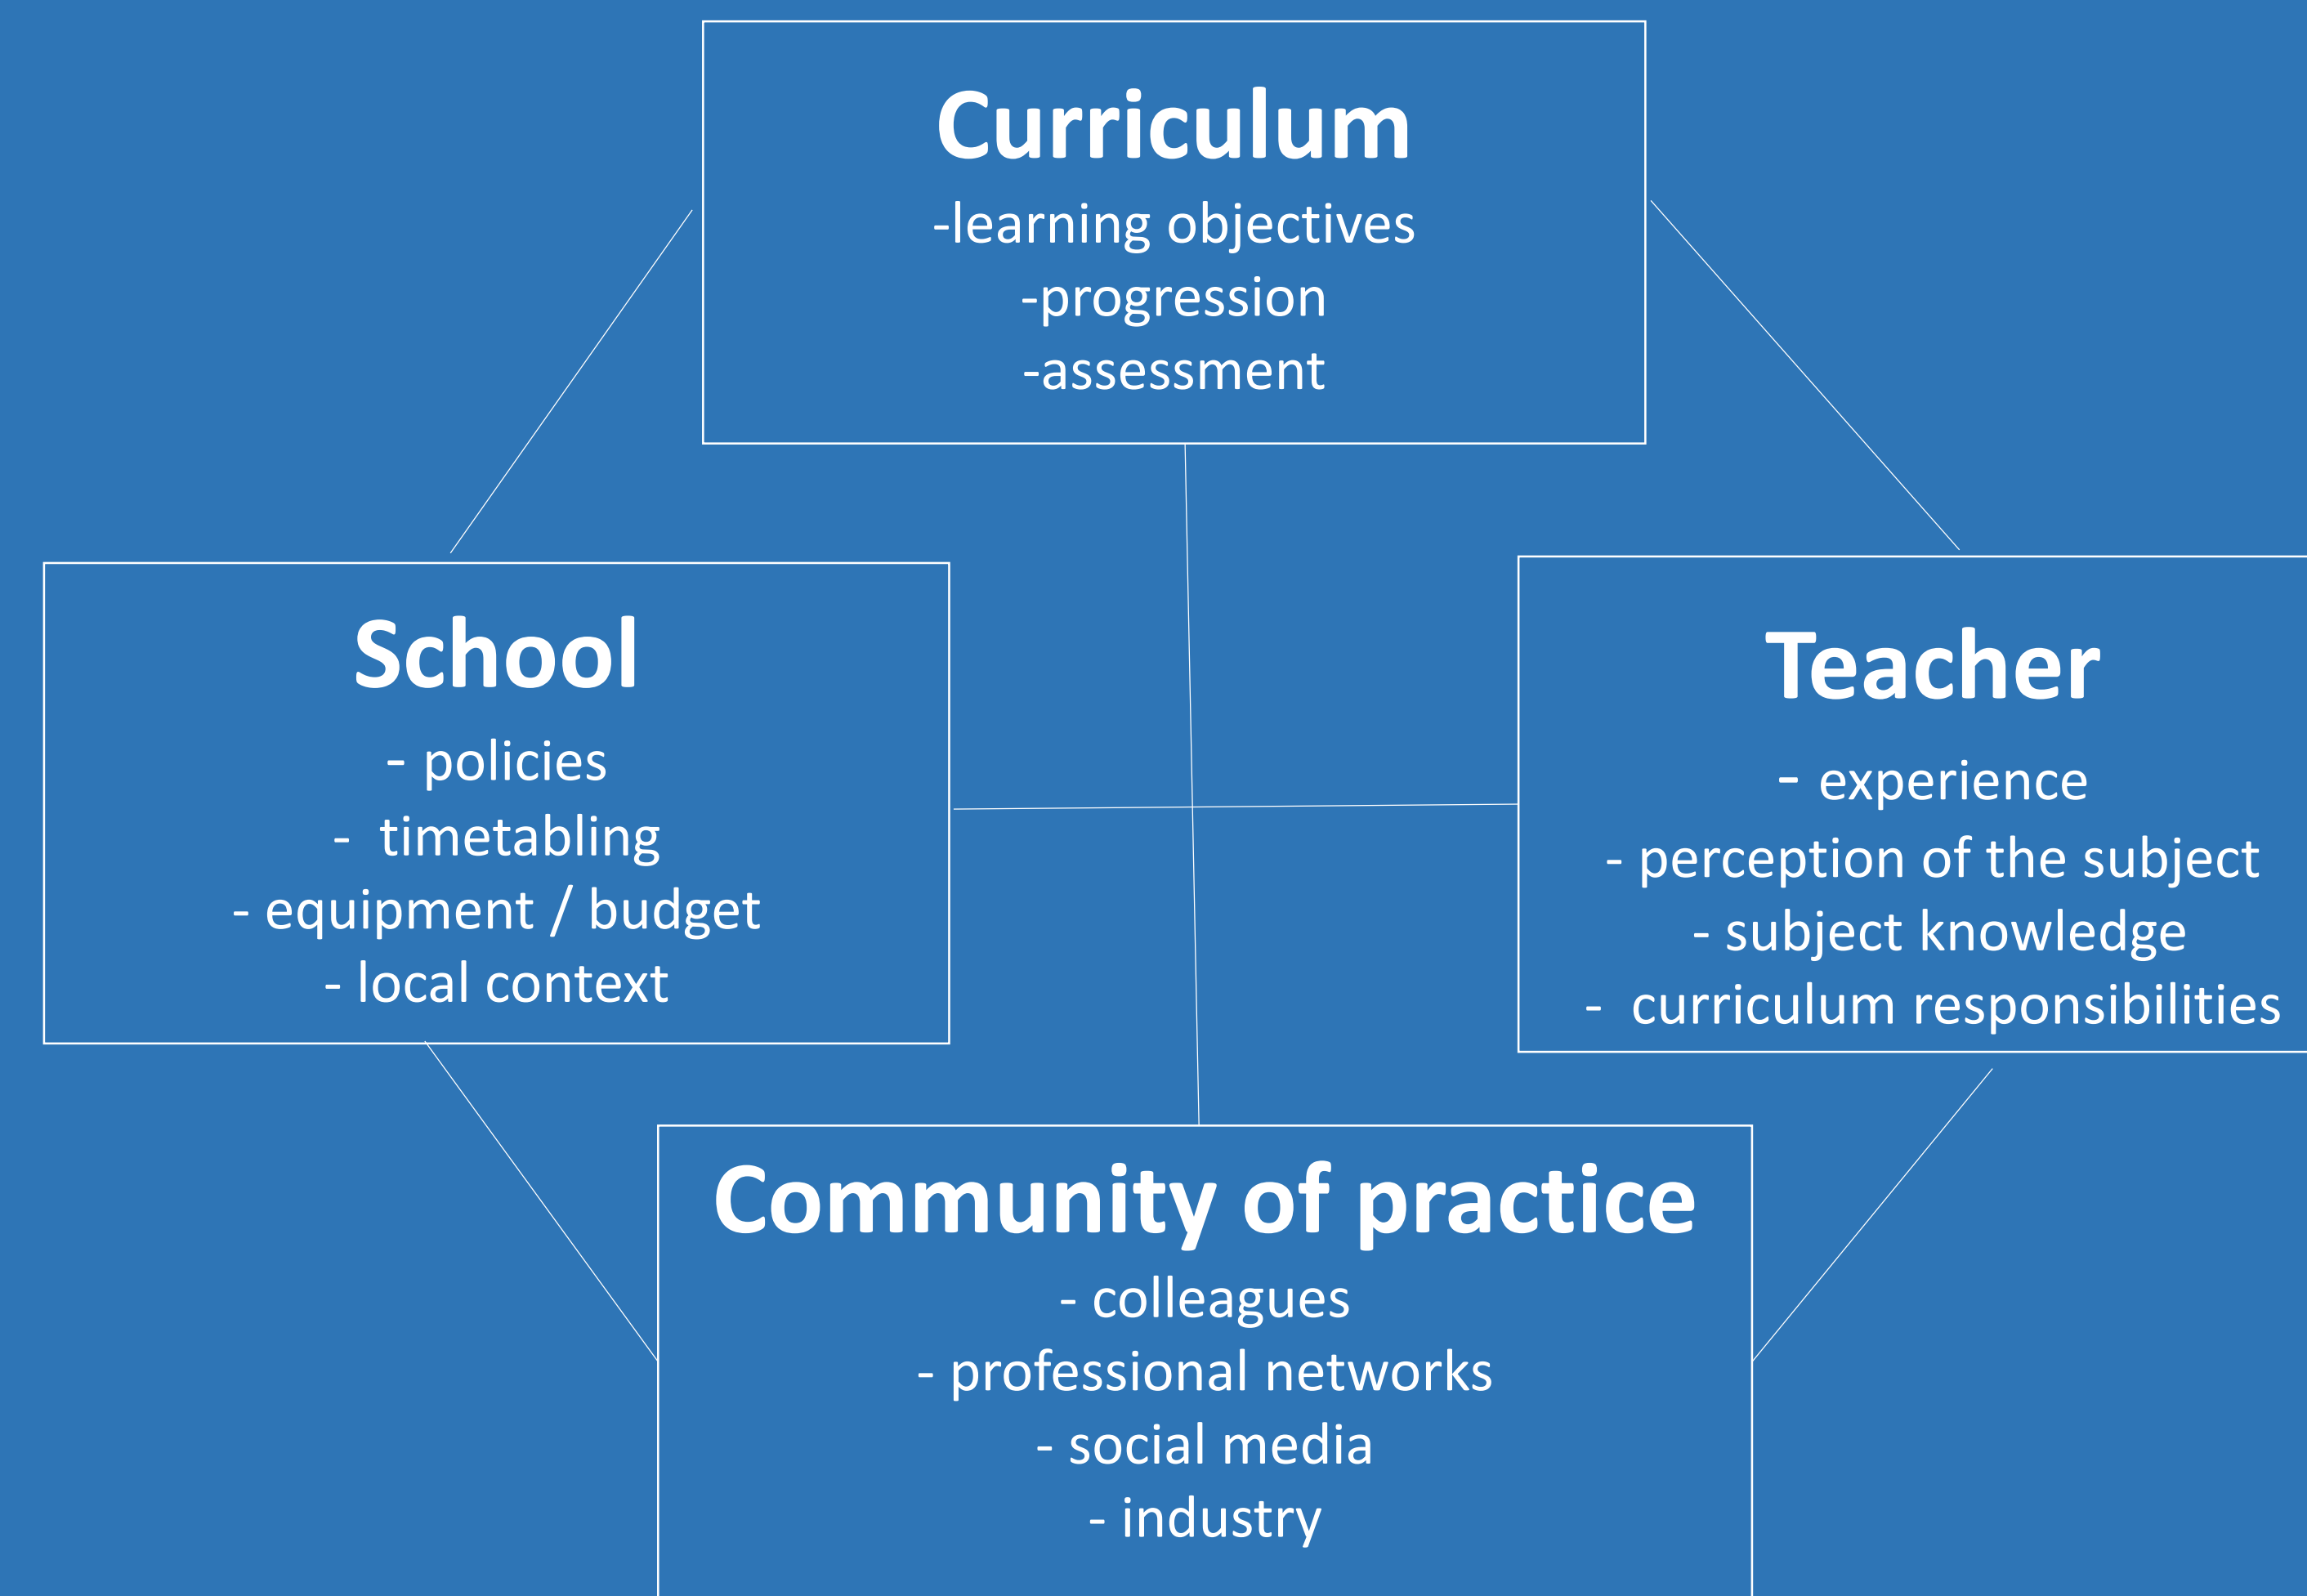 Curriculum
-learning objectives
-progression
-assessment
School
- policies
- timetabling
- equipment / budget
- local context
Teacher
- experience
- perception of the subject
- subject knowledge
- curriculum responsibilities
Community of practice
- colleagues
- professional networks
- social media
- industry